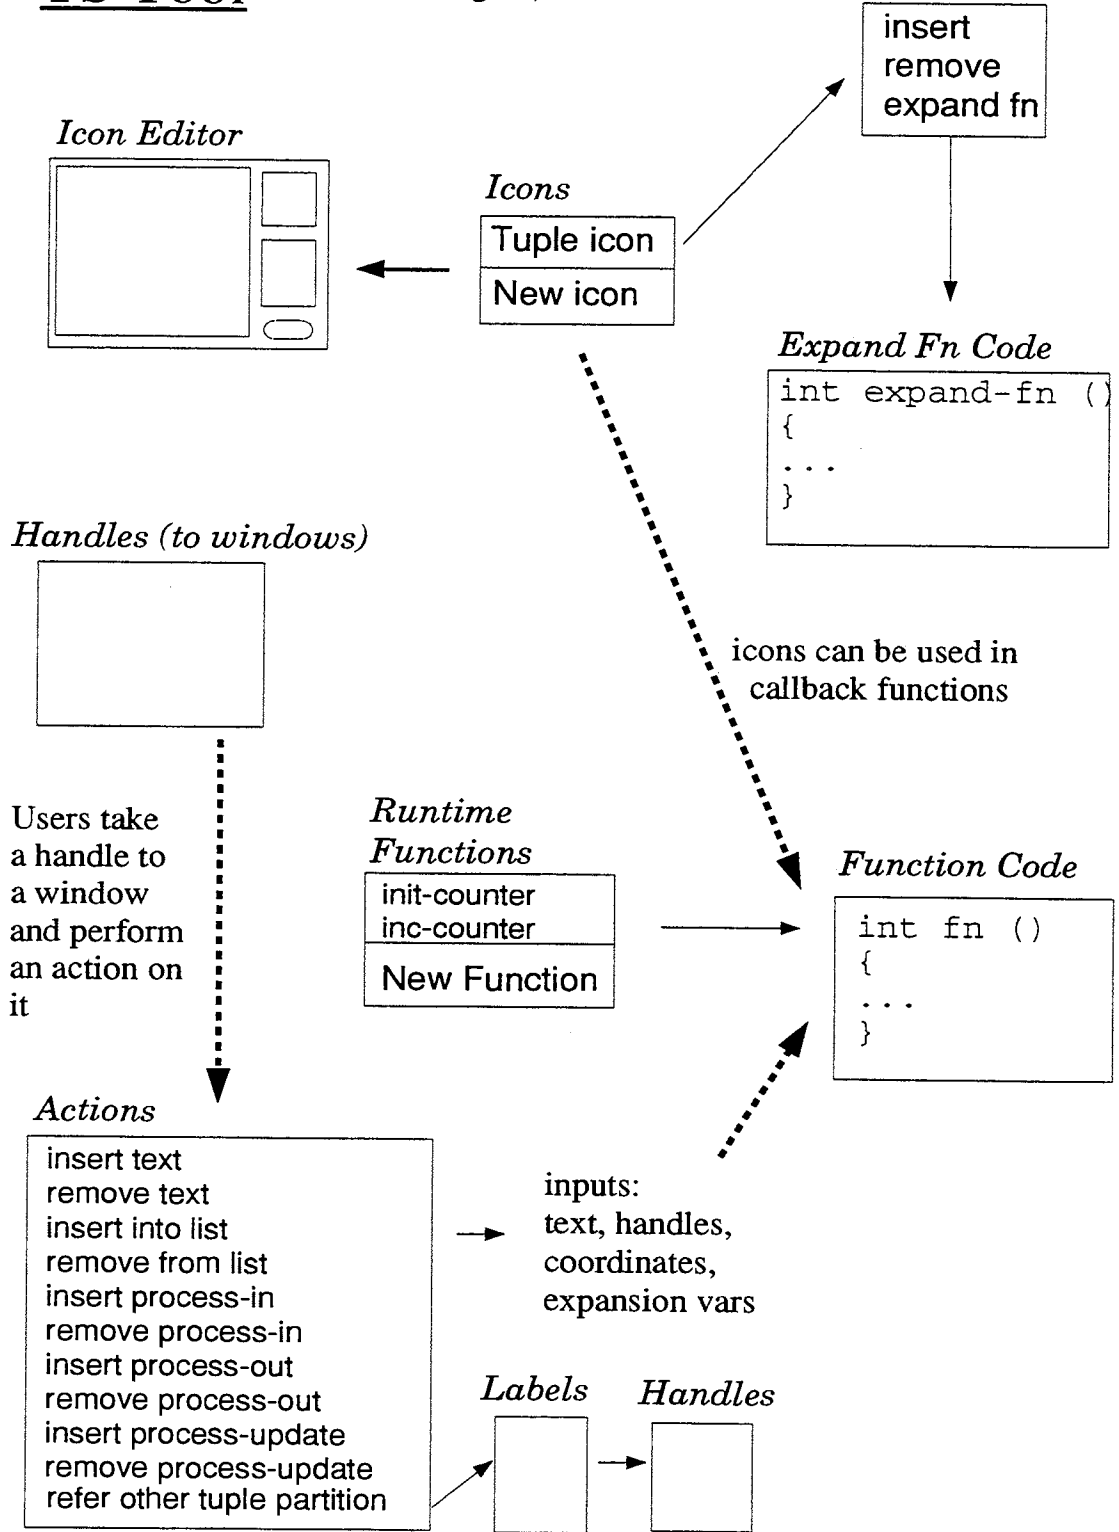 insert
remove
expand fn
Icon Editor
Icons
Tuple icon
New icon
Expand Fn Code
int expand-fn ()
{
...
}
Handles (to windows)
icons can be used in
callback functions
Users take
a handle to
a window
and perform
an action on
it
Runtime
Functions
init-counter
inc-counter
New Function
Function Code
int fn ()
{
...
}
Actions
insert text
remove text
insert into list
remove from list
insert process-in
remove process-in
insert process-out
remove process-out
insert process-update
remove process-update
refer other tuple partition
inputs:
text, handles,
coordinates,
expansion vars
Labels
Handles